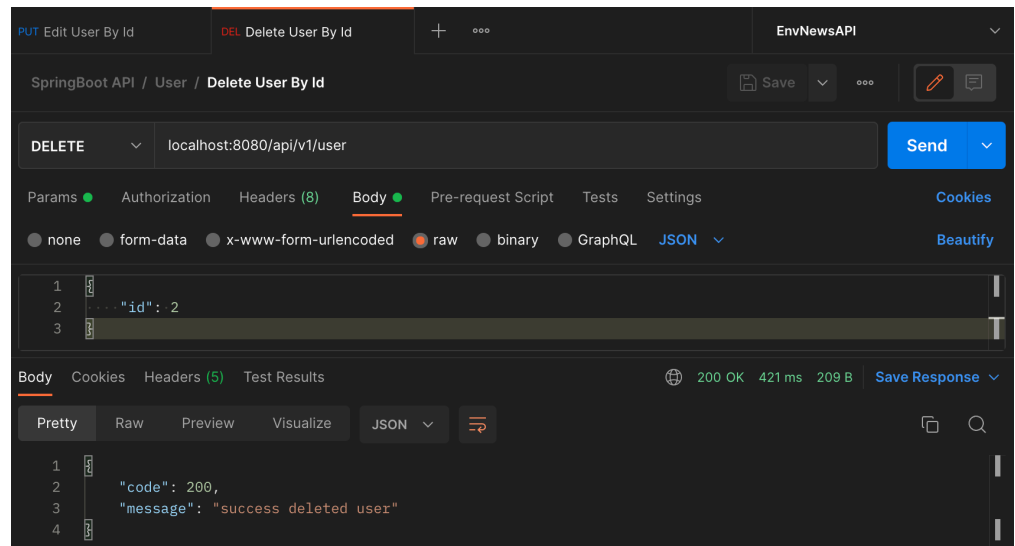 PUT Edit User By Id DEL Delete User By Id EnvNewsAPI
SpringBoot API / User / Delete User By Id Save
DELETE localhost:8080/api/v1/user Send
Params Authorization Headers (8) Body Pre-request Script Tests Settings Cookies
none form-data x-www-form-urlencoded raw binary GraphQL JSON Beautify
1 {
2 "id": 2
3 }
Body Cookies Headers (5) Test Results 200 OK 421 ms 209 B Save Response
Pretty Raw Preview Visualize JSON
1 {
2 "code": 200,
3 "message": "success deleted user"
4 }